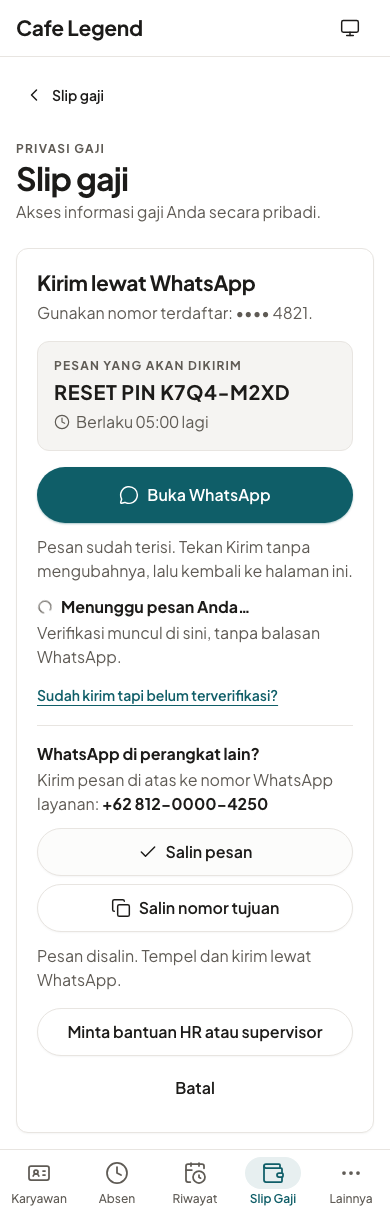 Cafe Legend
Slip gaji
PRIVASI GAJI
Slip gaji
Akses informasi gaji Anda secara pribadi.
Kirim lewat WhatsApp
Gunakan nomor terdaftar: •••• 4821.
PESAN YANG AKAN DIKIRIM
RESET PIN K7Q4-M2XD
Berlaku 05:00 lagi
Buka WhatsApp
Pesan sudah terisi. Tekan Kirim tanpa
mengubahnya, lalu kembali ke halaman ini.
Menunggu pesan Anda…
Verifikasi muncul di sini, tanpa balasan
WhatsApp.
Sudah kirim tapi belum terverifikasi?
WhatsApp di perangkat lain?
Kirim pesan di atas ke nomor WhatsApp
layanan: +62 812-0000-4250
Salin pesan
Salin nomor tujuan
Pesan disalin. Tempel dan kirim lewat
WhatsApp.
Minta bantuan HR atau supervisor
Batal
Karyawan Absen Riwayat Slip Gaji Lainnya